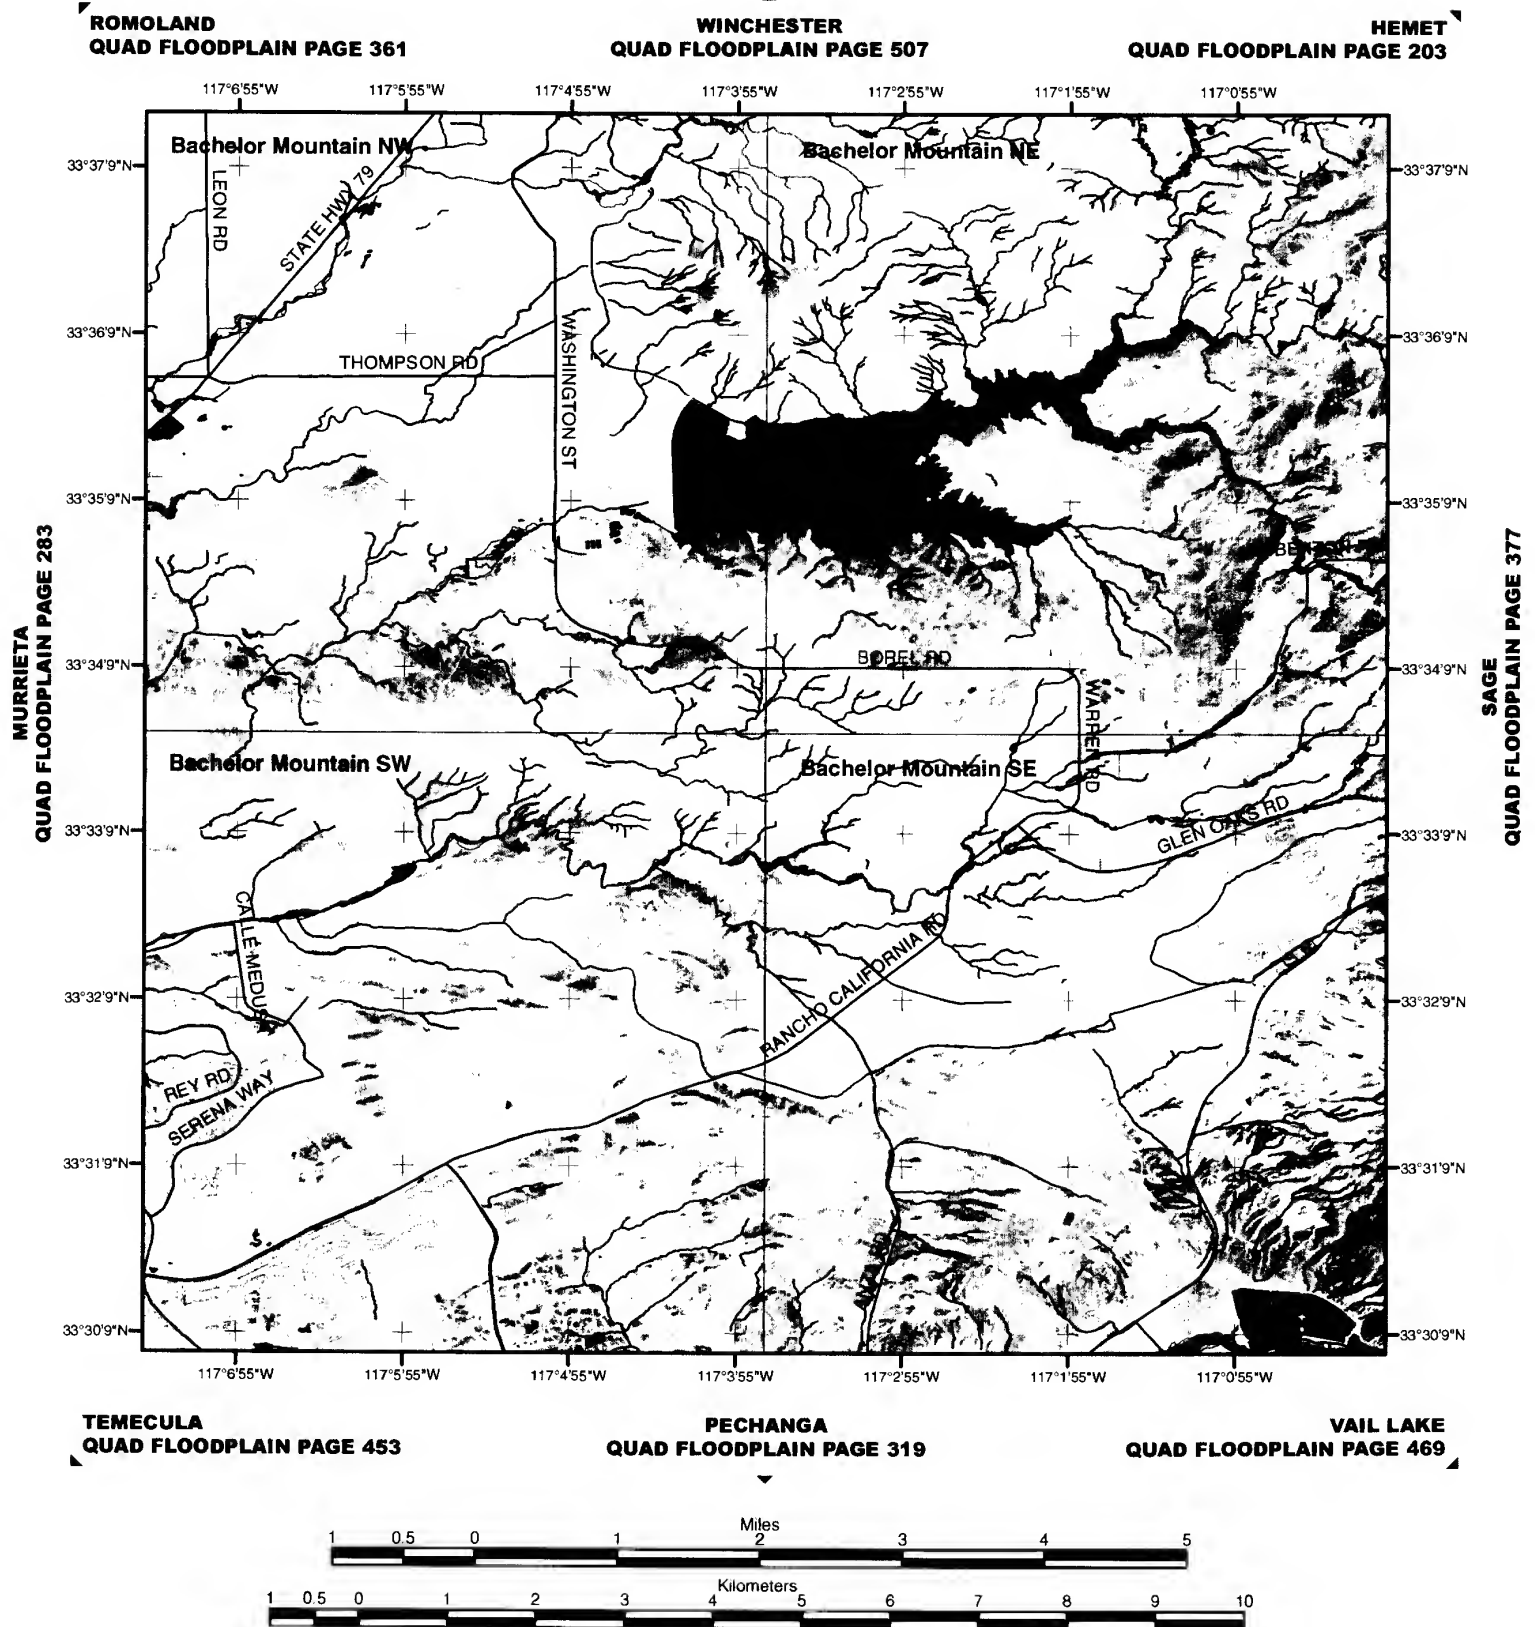 ROMOLAND
QUAD FLOODPLAIN PAGE 361
WINCHESTER
QUAD FLOODPLAIN PAGE 507
HEMET
QUAD FLOODPLAIN PAGE 203
117°6'55"W 117°5'55"W 117°4'55"W 117°3'55"W 117°2'55"W 117°1'55"W 117°0'55"W
Bachelor Mountain NW
Bachelor Mountain NE
33°37'9"N
33°37'9"N
LEON RD
STATE HWY 79
33°36'9"N
33°36'9"N
THOMPSON RD
WASHINGTON ST
33°35'9"N
33°35'9"N
MURRIETA
QUAD FLOODPLAIN PAGE 283
SAGE
QUAD FLOODPLAIN PAGE 377
BOREL RD
33°34'9"N
33°34'9"N
WARREN RD
Bachelor Mountain SW
Bachelor Mountain SE
33°33'9"N
33°33'9"N
GLEN OAKS RD
CALLE MEDUSA
RANCHO CALIFORNIA RD
33°32'9"N
33°32'9"N
REY RD
SERENA WAY
33°31'9"N
33°31'9"N
ANZA RD
33°30'9"N
33°30'9"N
117°6'55"W 117°5'55"W 117°4'55"W 117°3'55"W 117°2'55"W 117°1'55"W 117°0'55"W
TEMECULA
QUAD FLOODPLAIN PAGE 453
PECHANGA
QUAD FLOODPLAIN PAGE 319
VAIL LAKE
QUAD FLOODPLAIN PAGE 469
Miles
1 0.5 0 1 2 3 4 5
Kilometers
1 0.5 0 1 2 3 4 5 6 7 8 9 10